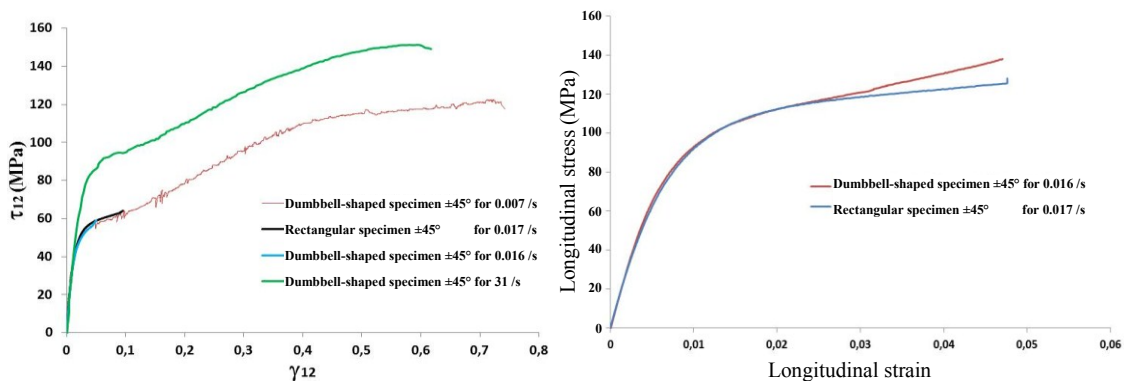 160
140
120
100
80
60
40
20
0
τ12 (MPa)
0 0,1 0,2 0,3 0,4 0,5 0,6 0,7 0,8
γ12
Dumbbell-shaped specimen ±45° for 0.007 /s
Rectangular specimen ±45° for 0.017 /s
Dumbbell-shaped specimen ±45° for 0.016 /s
Dumbbell-shaped specimen ±45° for 31 /s
160
140
120
100
80
60
40
20
0
Longitudinal stress (MPa)
0 0,01 0,02 0,03 0,04 0,05 0,06
Longitudinal strain
Dumbbell-shaped specimen ±45° for 0.016 /s
Rectangular specimen ±45° for 0.017 /s